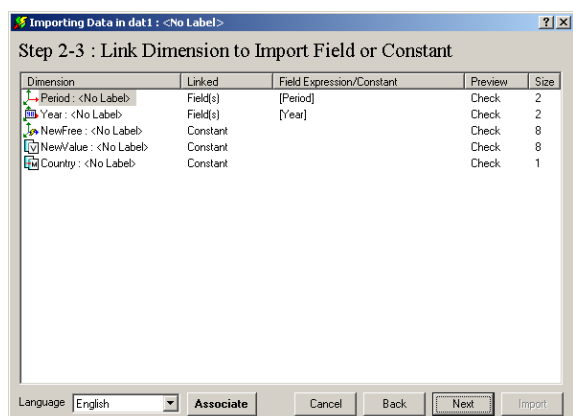 Importing Data in dat1 : <No Label>
Step 2-3 : Link Dimension to Import Field or Constant
Dimension Linked Field Expression/Constant Preview Size
Period : <No Label> Field(s) [Period] Check 2
Year : <No Label> Field(s) [Year] Check 2
NewFree : <No Label> Constant Check 8
NewValue : <No Label> Constant Check 8
Country : <No Label> Constant Check 1
Language English Associate Cancel Back Next Import